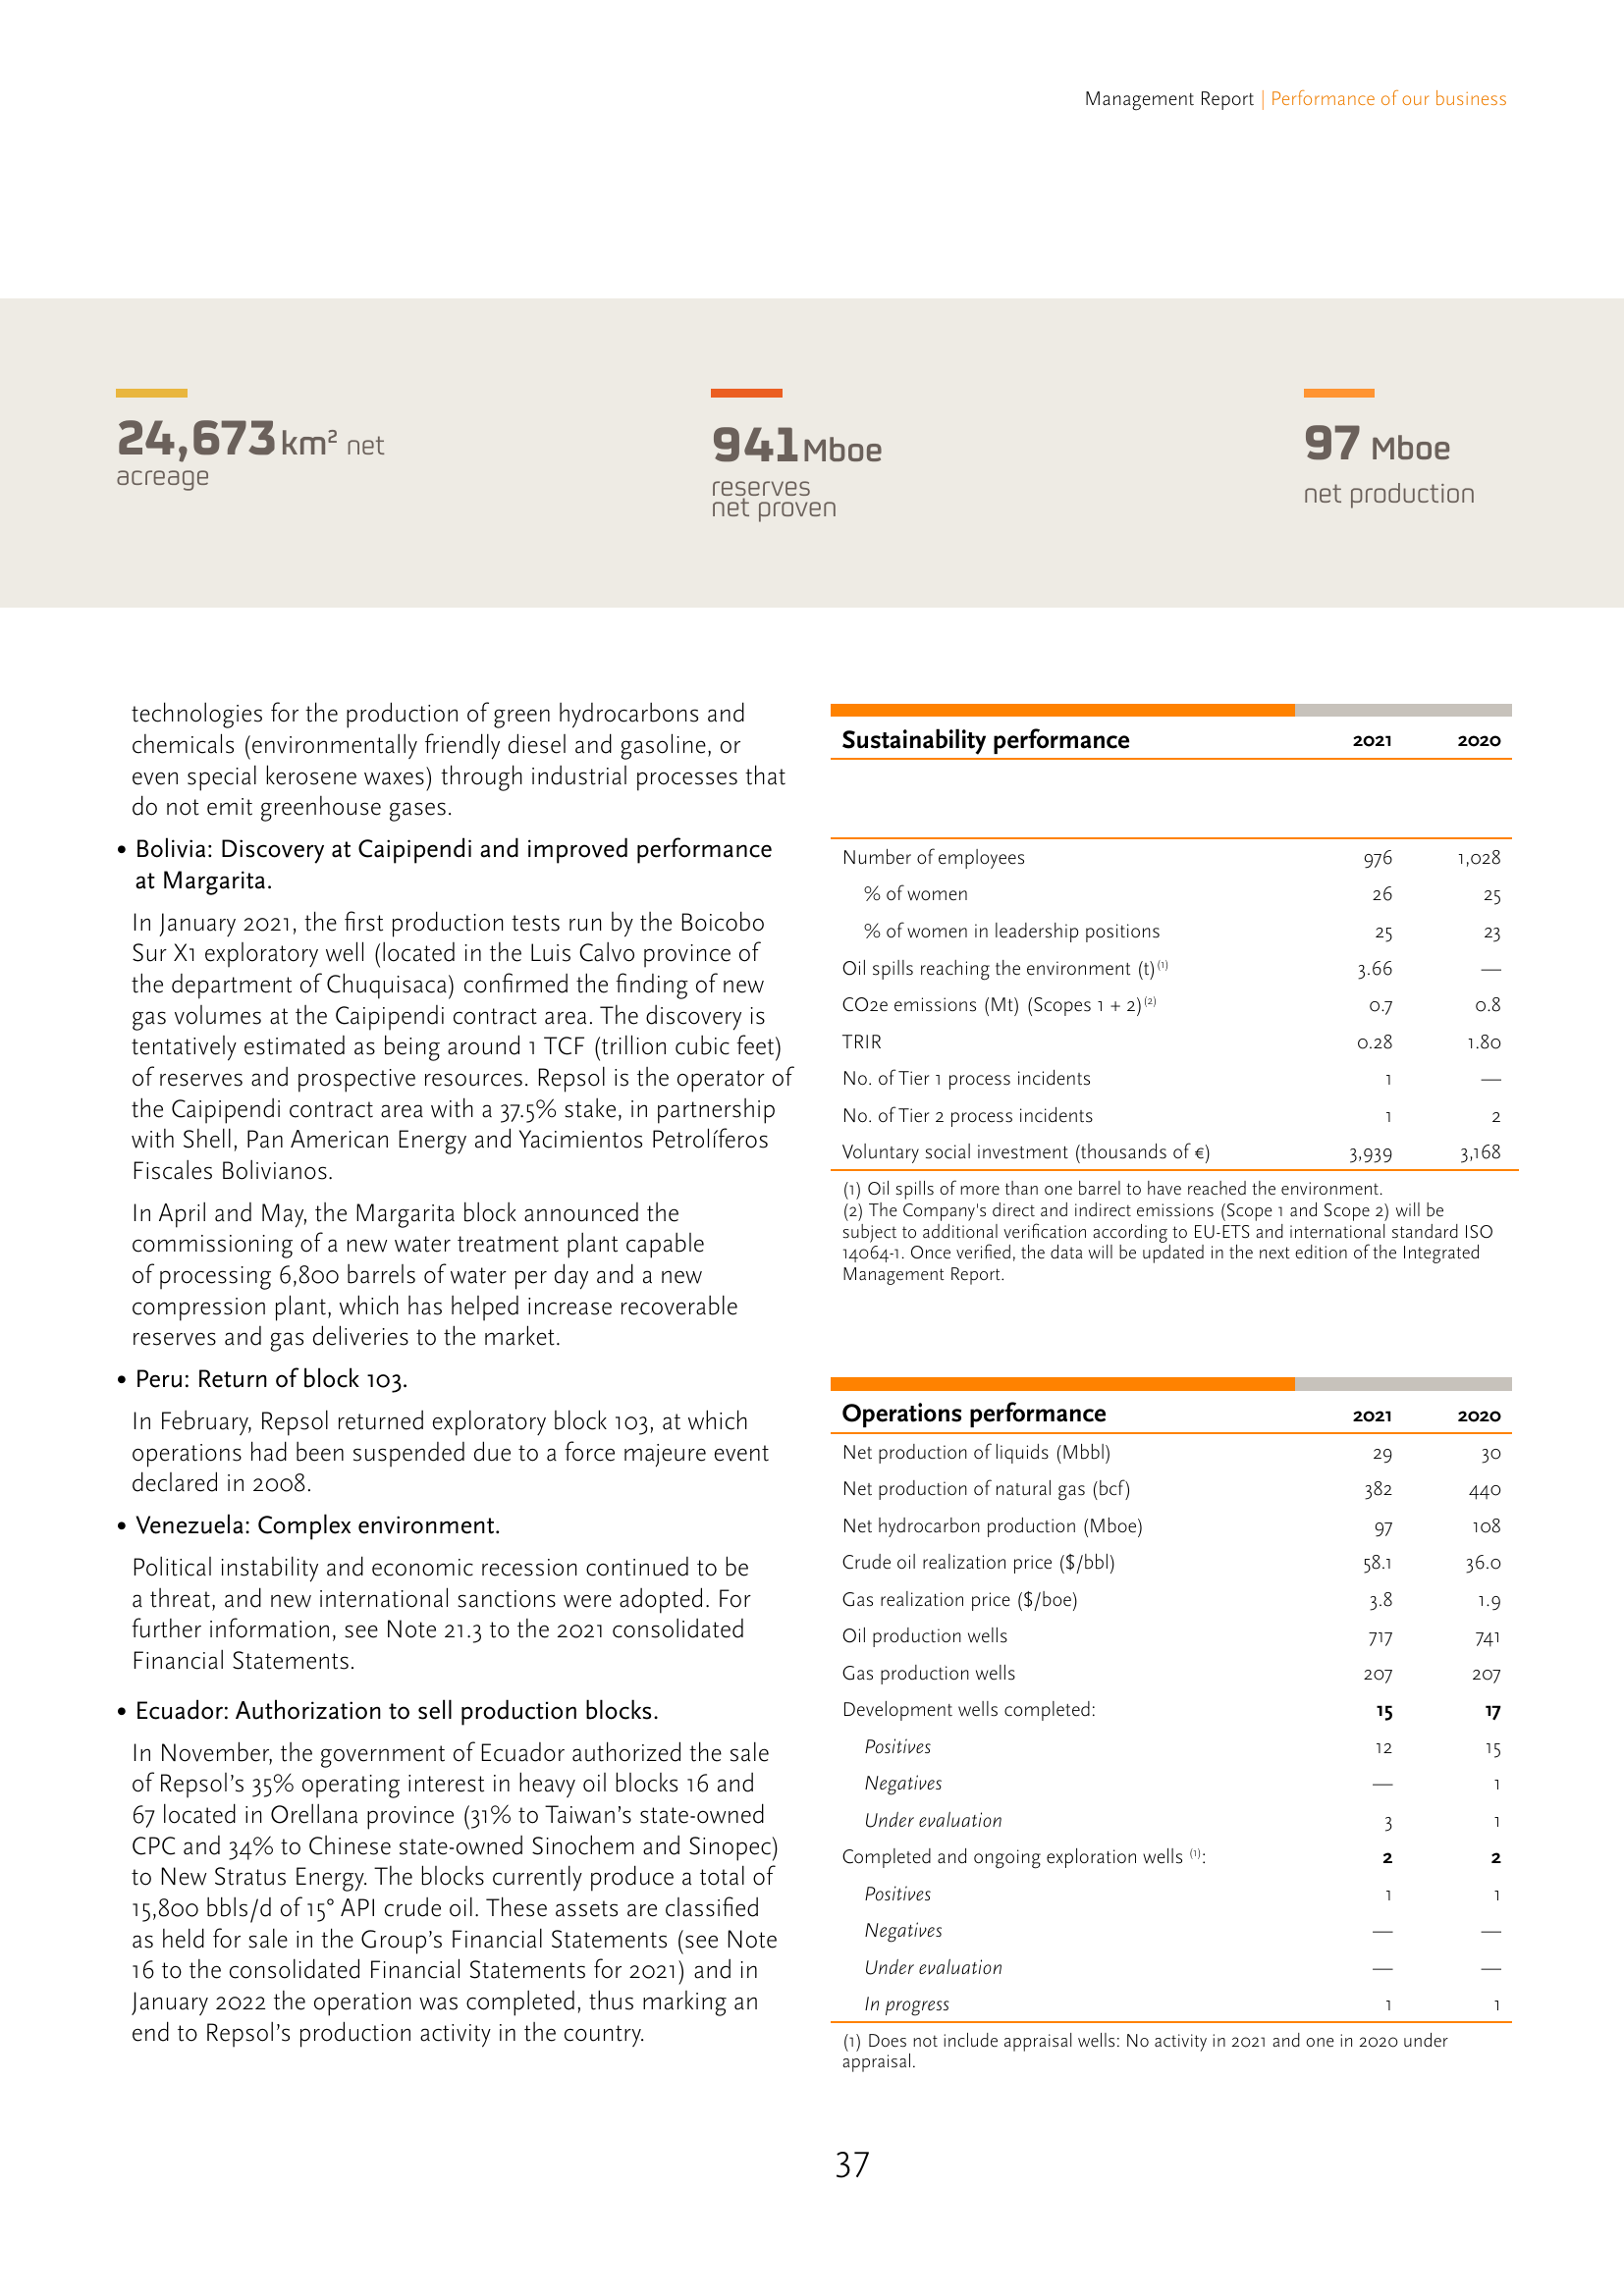 Management Report | Performance of our business
24,673 km² net
acreage
941 Mboe
reserves
net proven
97 Mboe
net production
technologies for the production of green hydrocarbons and
chemicals (environmentally friendly diesel and gasoline, or
even special kerosene waxes) through industrial processes that
do not emit greenhouse gases.
• Bolivia: Discovery at Caipipendi and improved performance
at Margarita.
In January 2021, the first production tests run by the Boicobo
Sur X1 exploratory well (located in the Luis Calvo province of
the department of Chuquisaca) confirmed the finding of new
gas volumes at the Caipipendi contract area. The discovery is
tentatively estimated as being around 1 TCF (trillion cubic feet)
of reserves and prospective resources. Repsol is the operator of
the Caipipendi contract area with a 37.5% stake, in partnership
with Shell, Pan American Energy and Yacimientos Petrolíferos
Fiscales Bolivianos.
In April and May, the Margarita block announced the
commissioning of a new water treatment plant capable
of processing 6,800 barrels of water per day and a new
compression plant, which has helped increase recoverable
reserves and gas deliveries to the market.
• Peru: Return of block 103.
In February, Repsol returned exploratory block 103, at which
operations had been suspended due to a force majeure event
declared in 2008.
• Venezuela: Complex environment.
Political instability and economic recession continued to be
a threat, and new international sanctions were adopted. For
further information, see Note 21.3 to the 2021 consolidated
Financial Statements.
• Ecuador: Authorization to sell production blocks.
In November, the government of Ecuador authorized the sale
of Repsol's 35% operating interest in heavy oil blocks 16 and
67 located in Orellana province (31% to Taiwan's state-owned
CPC and 34% to Chinese state-owned Sinochem and Sinopec)
to New Stratus Energy. The blocks currently produce a total of
15,800 bbls/d of 15° API crude oil. These assets are classified
as held for sale in the Group's Financial Statements (see Note
16 to the consolidated Financial Statements for 2021) and in
January 2022 the operation was completed, thus marking an
end to Repsol's production activity in the country.
Sustainability performance 2021 2020
Number of employees 976 1,028
% of women 26 25
% of women in leadership positions 25 23
Oil spills reaching the environment (t)(1) 3.66 —
CO2e emissions (Mt) (Scopes 1 + 2)(2) 0.7 0.8
TRIR 0.28 1.80
No. of Tier 1 process incidents 1 —
No. of Tier 2 process incidents 1 2
Voluntary social investment (thousands of €) 3,939 3,168
(1) Oil spills of more than one barrel to have reached the environment.
(2) The Company's direct and indirect emissions (Scope 1 and Scope 2) will be
subject to additional verification according to EU-ETS and international standard ISO
14064-1. Once verified, the data will be updated in the next edition of the Integrated
Management Report.
Operations performance 2021 2020
Net production of liquids (Mbbl) 29 30
Net production of natural gas (bcf) 382 440
Net hydrocarbon production (Mboe) 97 108
Crude oil realization price ($/bbl) 58.1 36.0
Gas realization price ($/boe) 3.8 1.9
Oil production wells 717 741
Gas production wells 207 207
Development wells completed: 15 17
Positives 12 15
Negatives — 1
Under evaluation 3 1
Completed and ongoing exploration wells (1): 2 2
Positives 1 1
Negatives — —
Under evaluation — —
In progress 1 1
(1) Does not include appraisal wells: No activity in 2021 and one in 2020 under
appraisal.
37